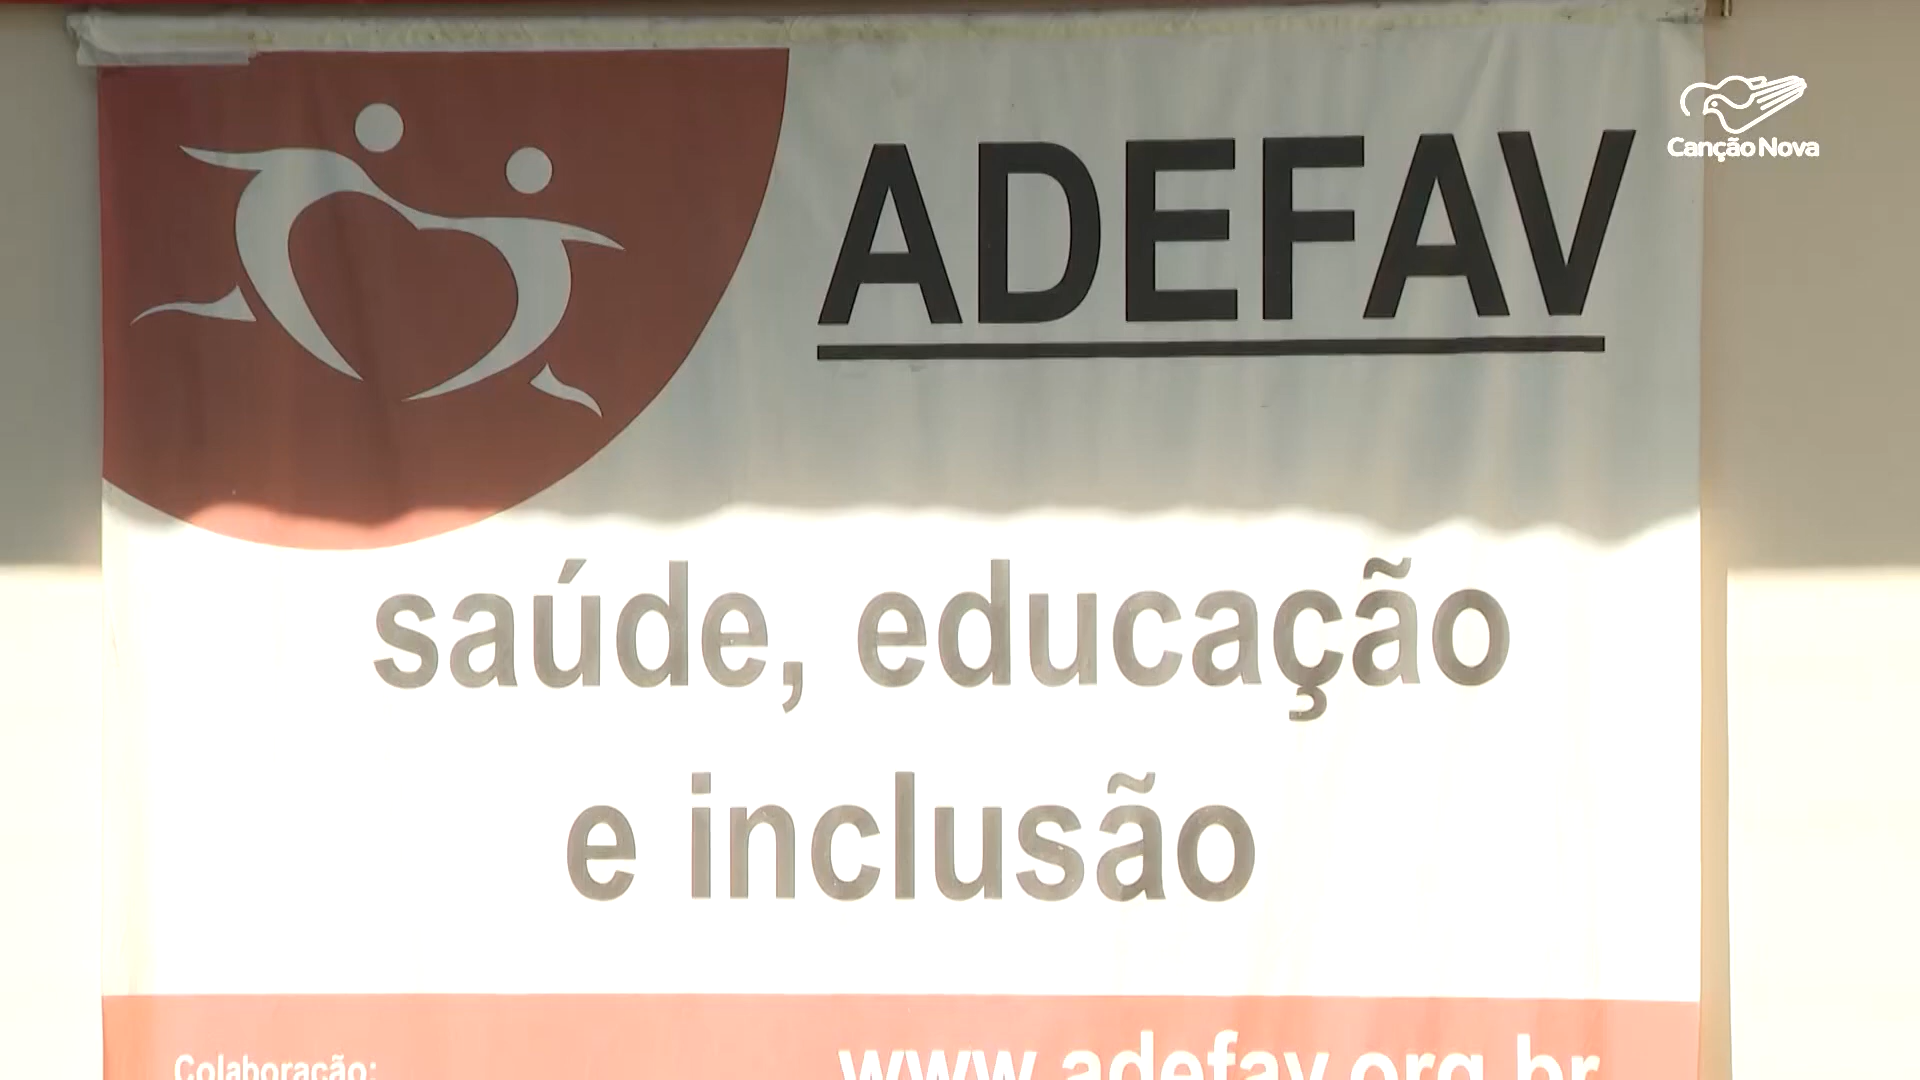 Canção Nova
ADEFAV
saúde, educação
e inclusão
Colaboração:
www.adefav.org.br